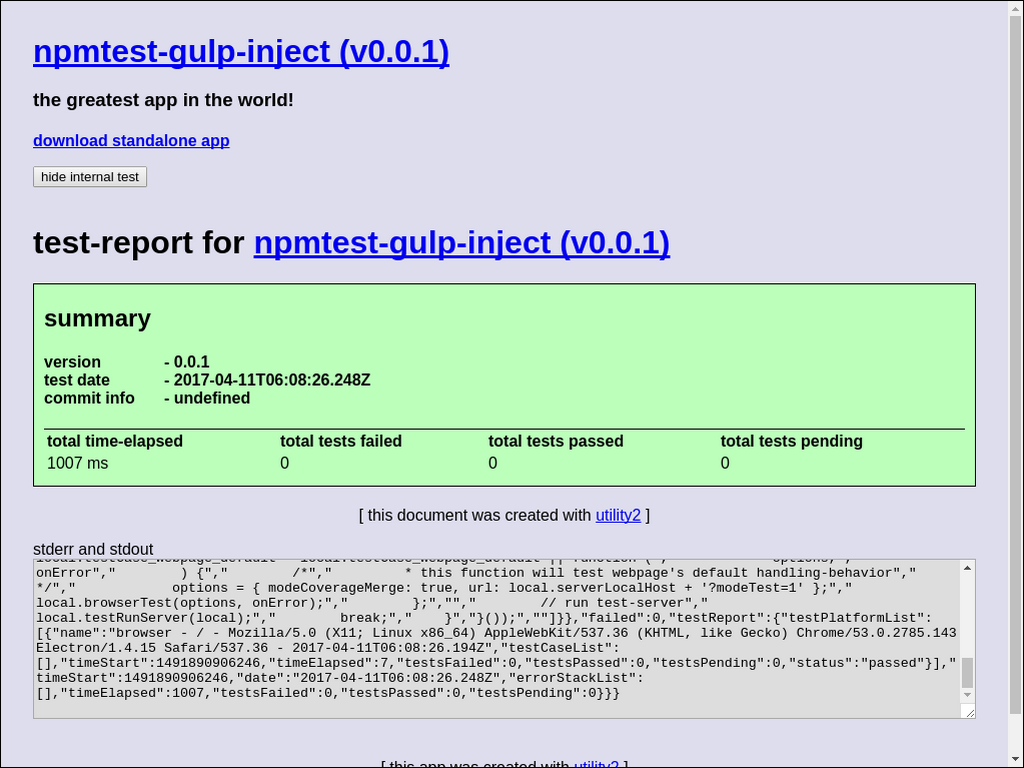 npmtest-gulp-inject (v0.0.1)
the greatest app in the world!
download standalone app
hide internal test
test-report for npmtest-gulp-inject (v0.0.1)
summary
version - 0.0.1
test date - 2017-04-11T06:08:26.248Z
commit info - undefined
total time-elapsed total tests failed total tests passed total tests pending
1007 ms 0 0 0
[ this document was created with utility2 ]
stderr and stdout
onError","        ) {","        /*","         * this function will test webpage's default handling-behavior","
*/","            options = { modeCoverageMerge: true, url: local.serverLocalHost + '?modeTest=1' };","
local.browserTest(options, onError);","        };","","        // run test-server","
local.testRunServer(local);","        break;","    }","}());",""]}},"failed":0,"testReport":{"testPlatformList":
[{"name":"browser - / - Mozilla/5.0 (X11; Linux x86_64) AppleWebKit/537.36 (KHTML, like Gecko) Chrome/53.0.2785.143
Electron/1.4.15 Safari/537.36 - 2017-04-11T06:08:26.194Z","testCaseList":
[],"timeStart":1491890906246,"timeElapsed":7,"testsFailed":0,"testsPassed":0,"testsPending":0,"status":"passed"}],"
timeStart":1491890906246,"date":"2017-04-11T06:08:26.248Z","errorStackList":
[],"timeElapsed":1007,"testsFailed":0,"testsPassed":0,"testsPending":0}}}
[ this app was created with utility2 ]